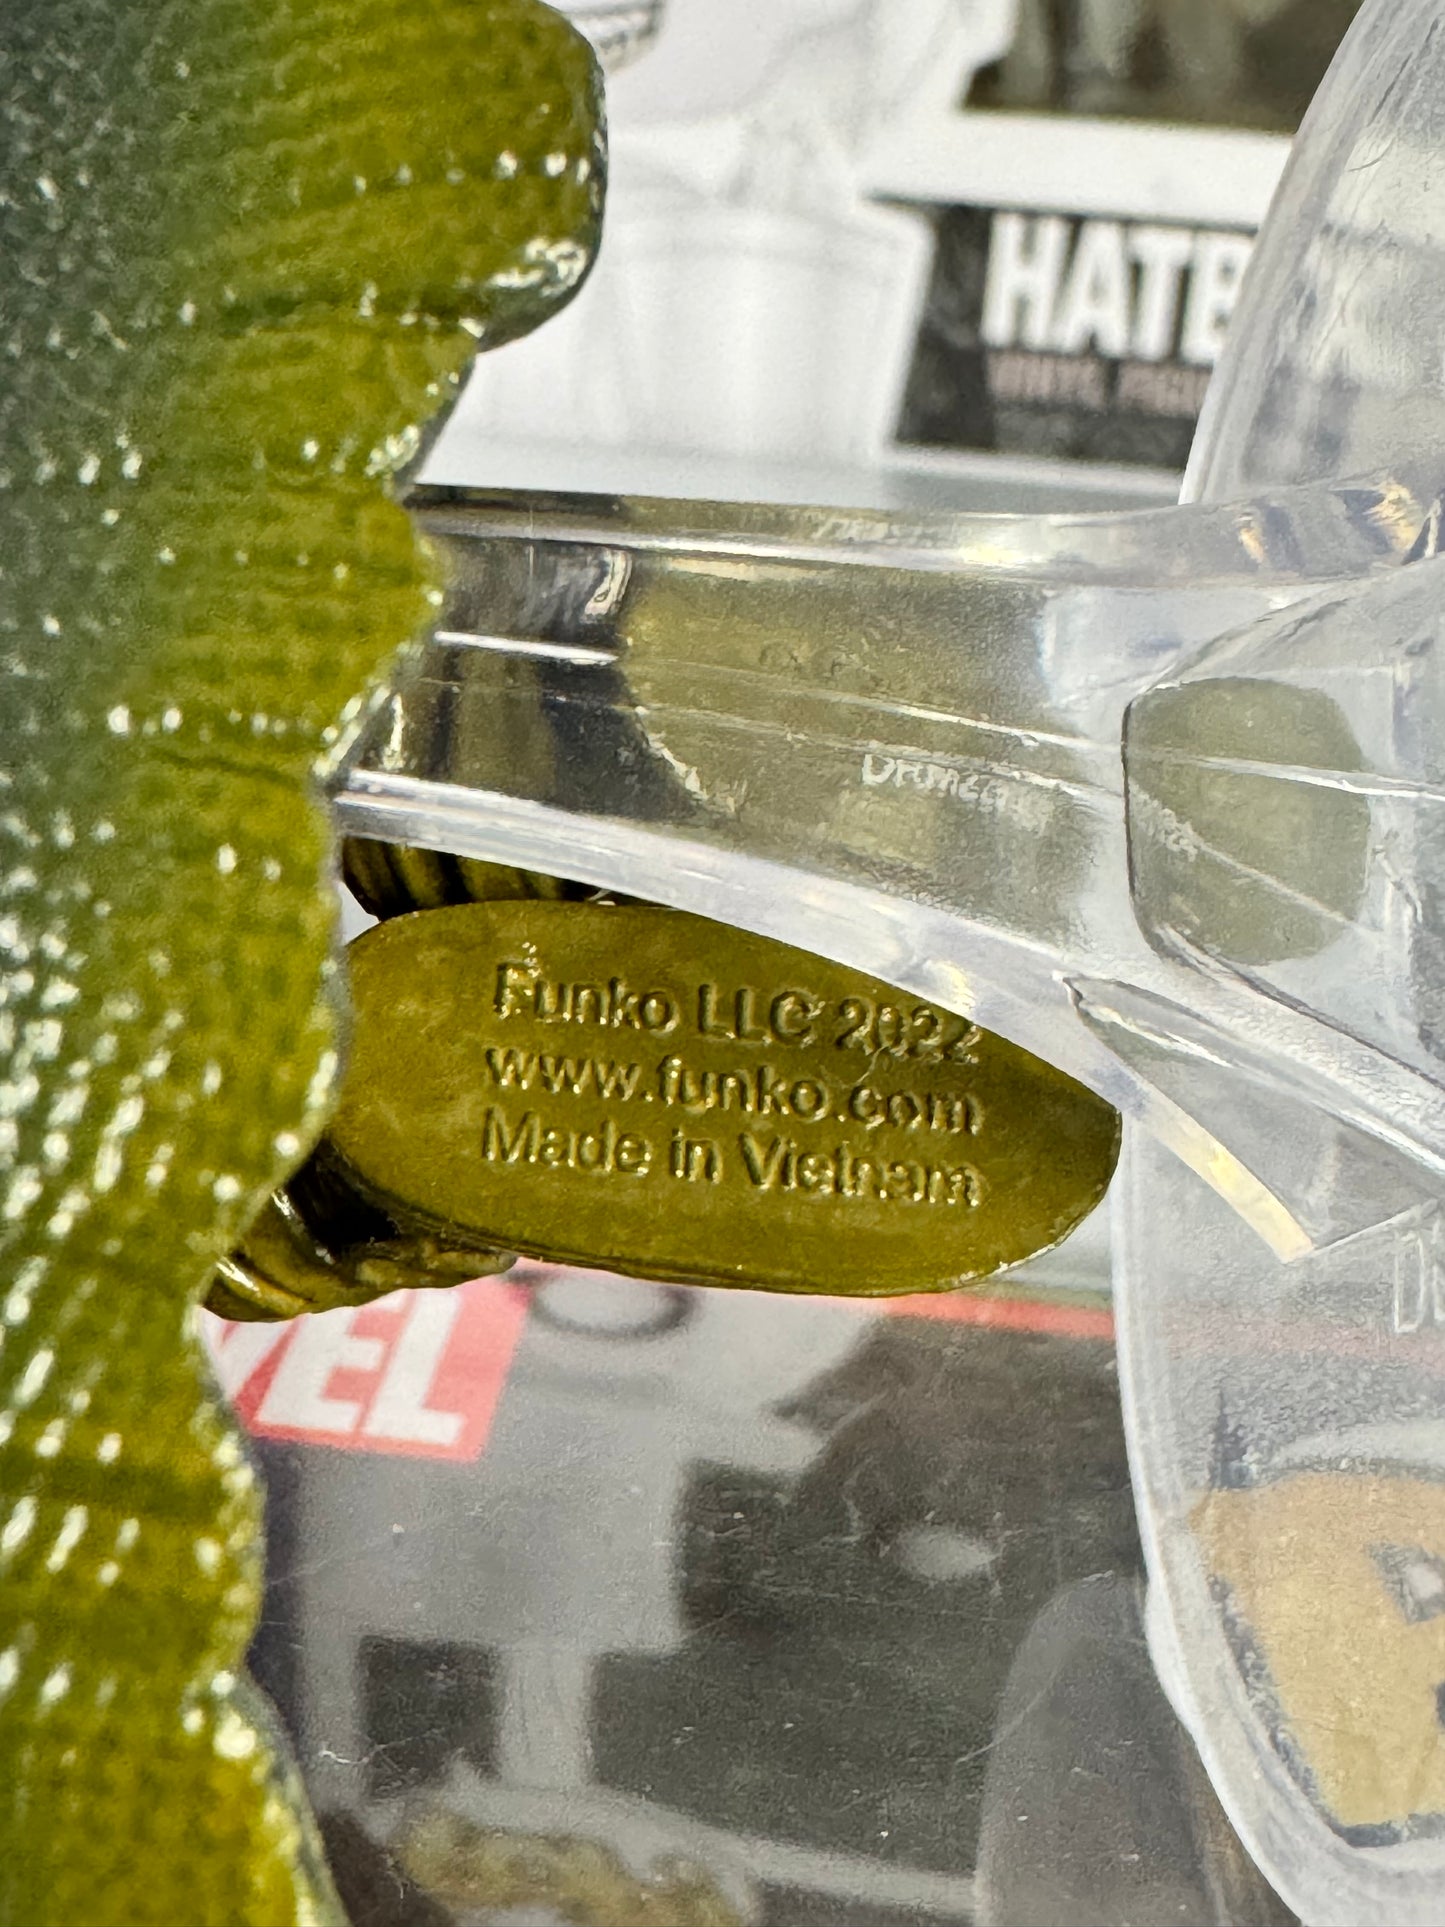 HATE
Funko LLC 2022
www.funko.com
Made in Vietnam
VEL